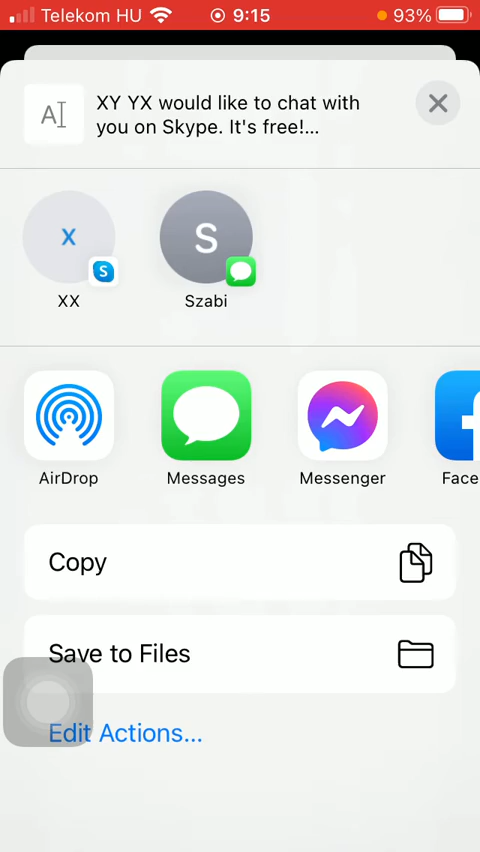 Telekom HU 9:15 93%
A
XY YX would like to chat with
you on Skype. It's free!...
X S
S
XX Szabi
AirDrop Messages Messenger Face
Copy
Save to Files
Edit Actions...